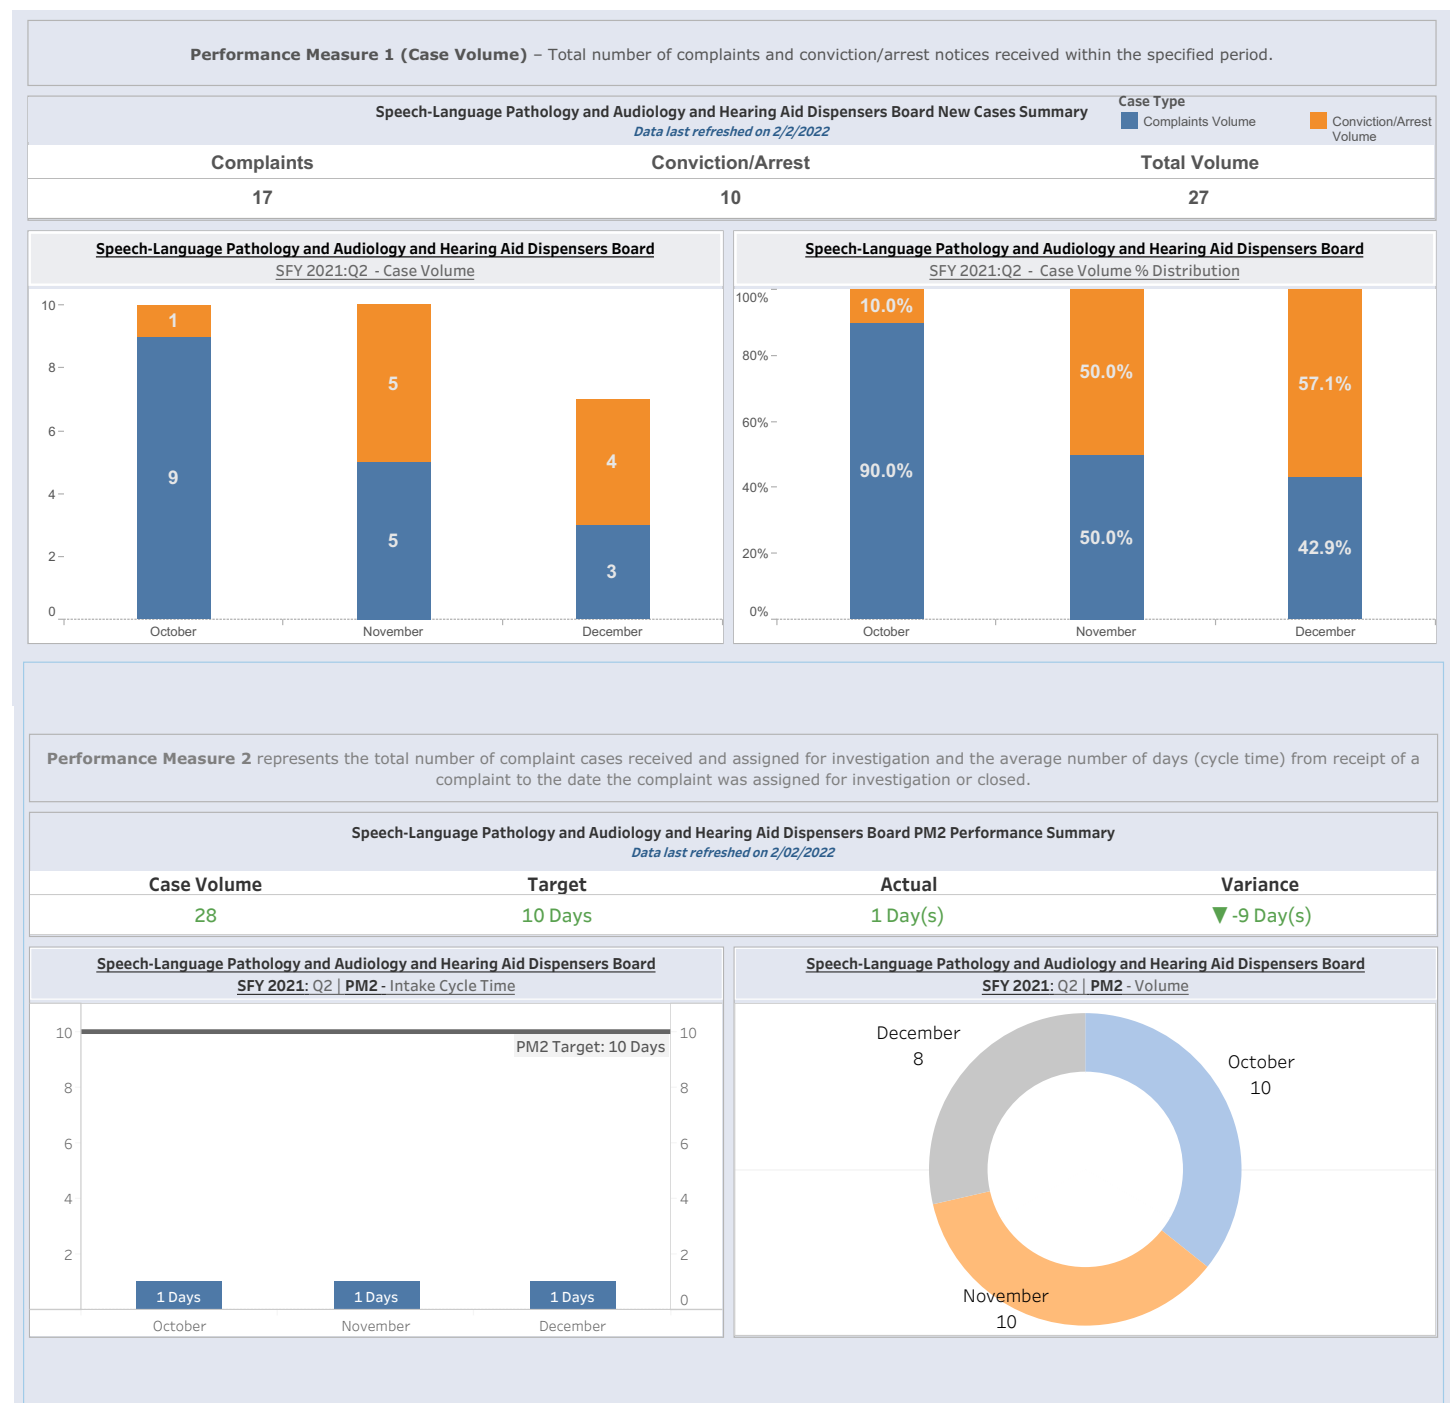 Performance Measure 1 (Case Volume) – Total number of complaints and conviction/arrest notices received within the specified period.
Speech-Language Pathology and Audiology and Hearing Aid Dispensers Board New Cases Summary
Data last refreshed on 2/2/2022
Case Type
Complaints Volume
Conviction/Arrest
Volume
Complaints Conviction/Arrest Total Volume
17 10 27
Speech-Language Pathology and Audiology and Hearing Aid Dispensers Board
SFY 2021:Q2 - Case Volume
10
8
6
4
2
0
1
9
5
5
4
3
October November December
Speech-Language Pathology and Audiology and Hearing Aid Dispensers Board
SFY 2021:Q2 - Case Volume % Distribution
100%
80%
60%
40%
20%
0%
10.0%
90.0%
50.0%
50.0%
57.1%
42.9%
October November December
Performance Measure 2 represents the total number of complaint cases received and assigned for investigation and the average number of days (cycle time) from receipt of a
complaint to the date the complaint was assigned for investigation or closed.
Speech-Language Pathology and Audiology and Hearing Aid Dispensers Board PM2 Performance Summary
Data last refreshed on 2/02/2022
Case Volume Target Actual Variance
28 10 Days 1 Day(s) ▼ -9 Day(s)
Speech-Language Pathology and Audiology and Hearing Aid Dispensers Board
SFY 2021: Q2 | PM2 - Intake Cycle Time
10
8
6
4
2
PM2 Target: 10 Days
10
8
6
4
2
0
1 Days 1 Days 1 Days
October November December
Speech-Language Pathology and Audiology and Hearing Aid Dispensers Board
SFY 2021: Q2 | PM2 - Volume
December
8
October
10
November
10